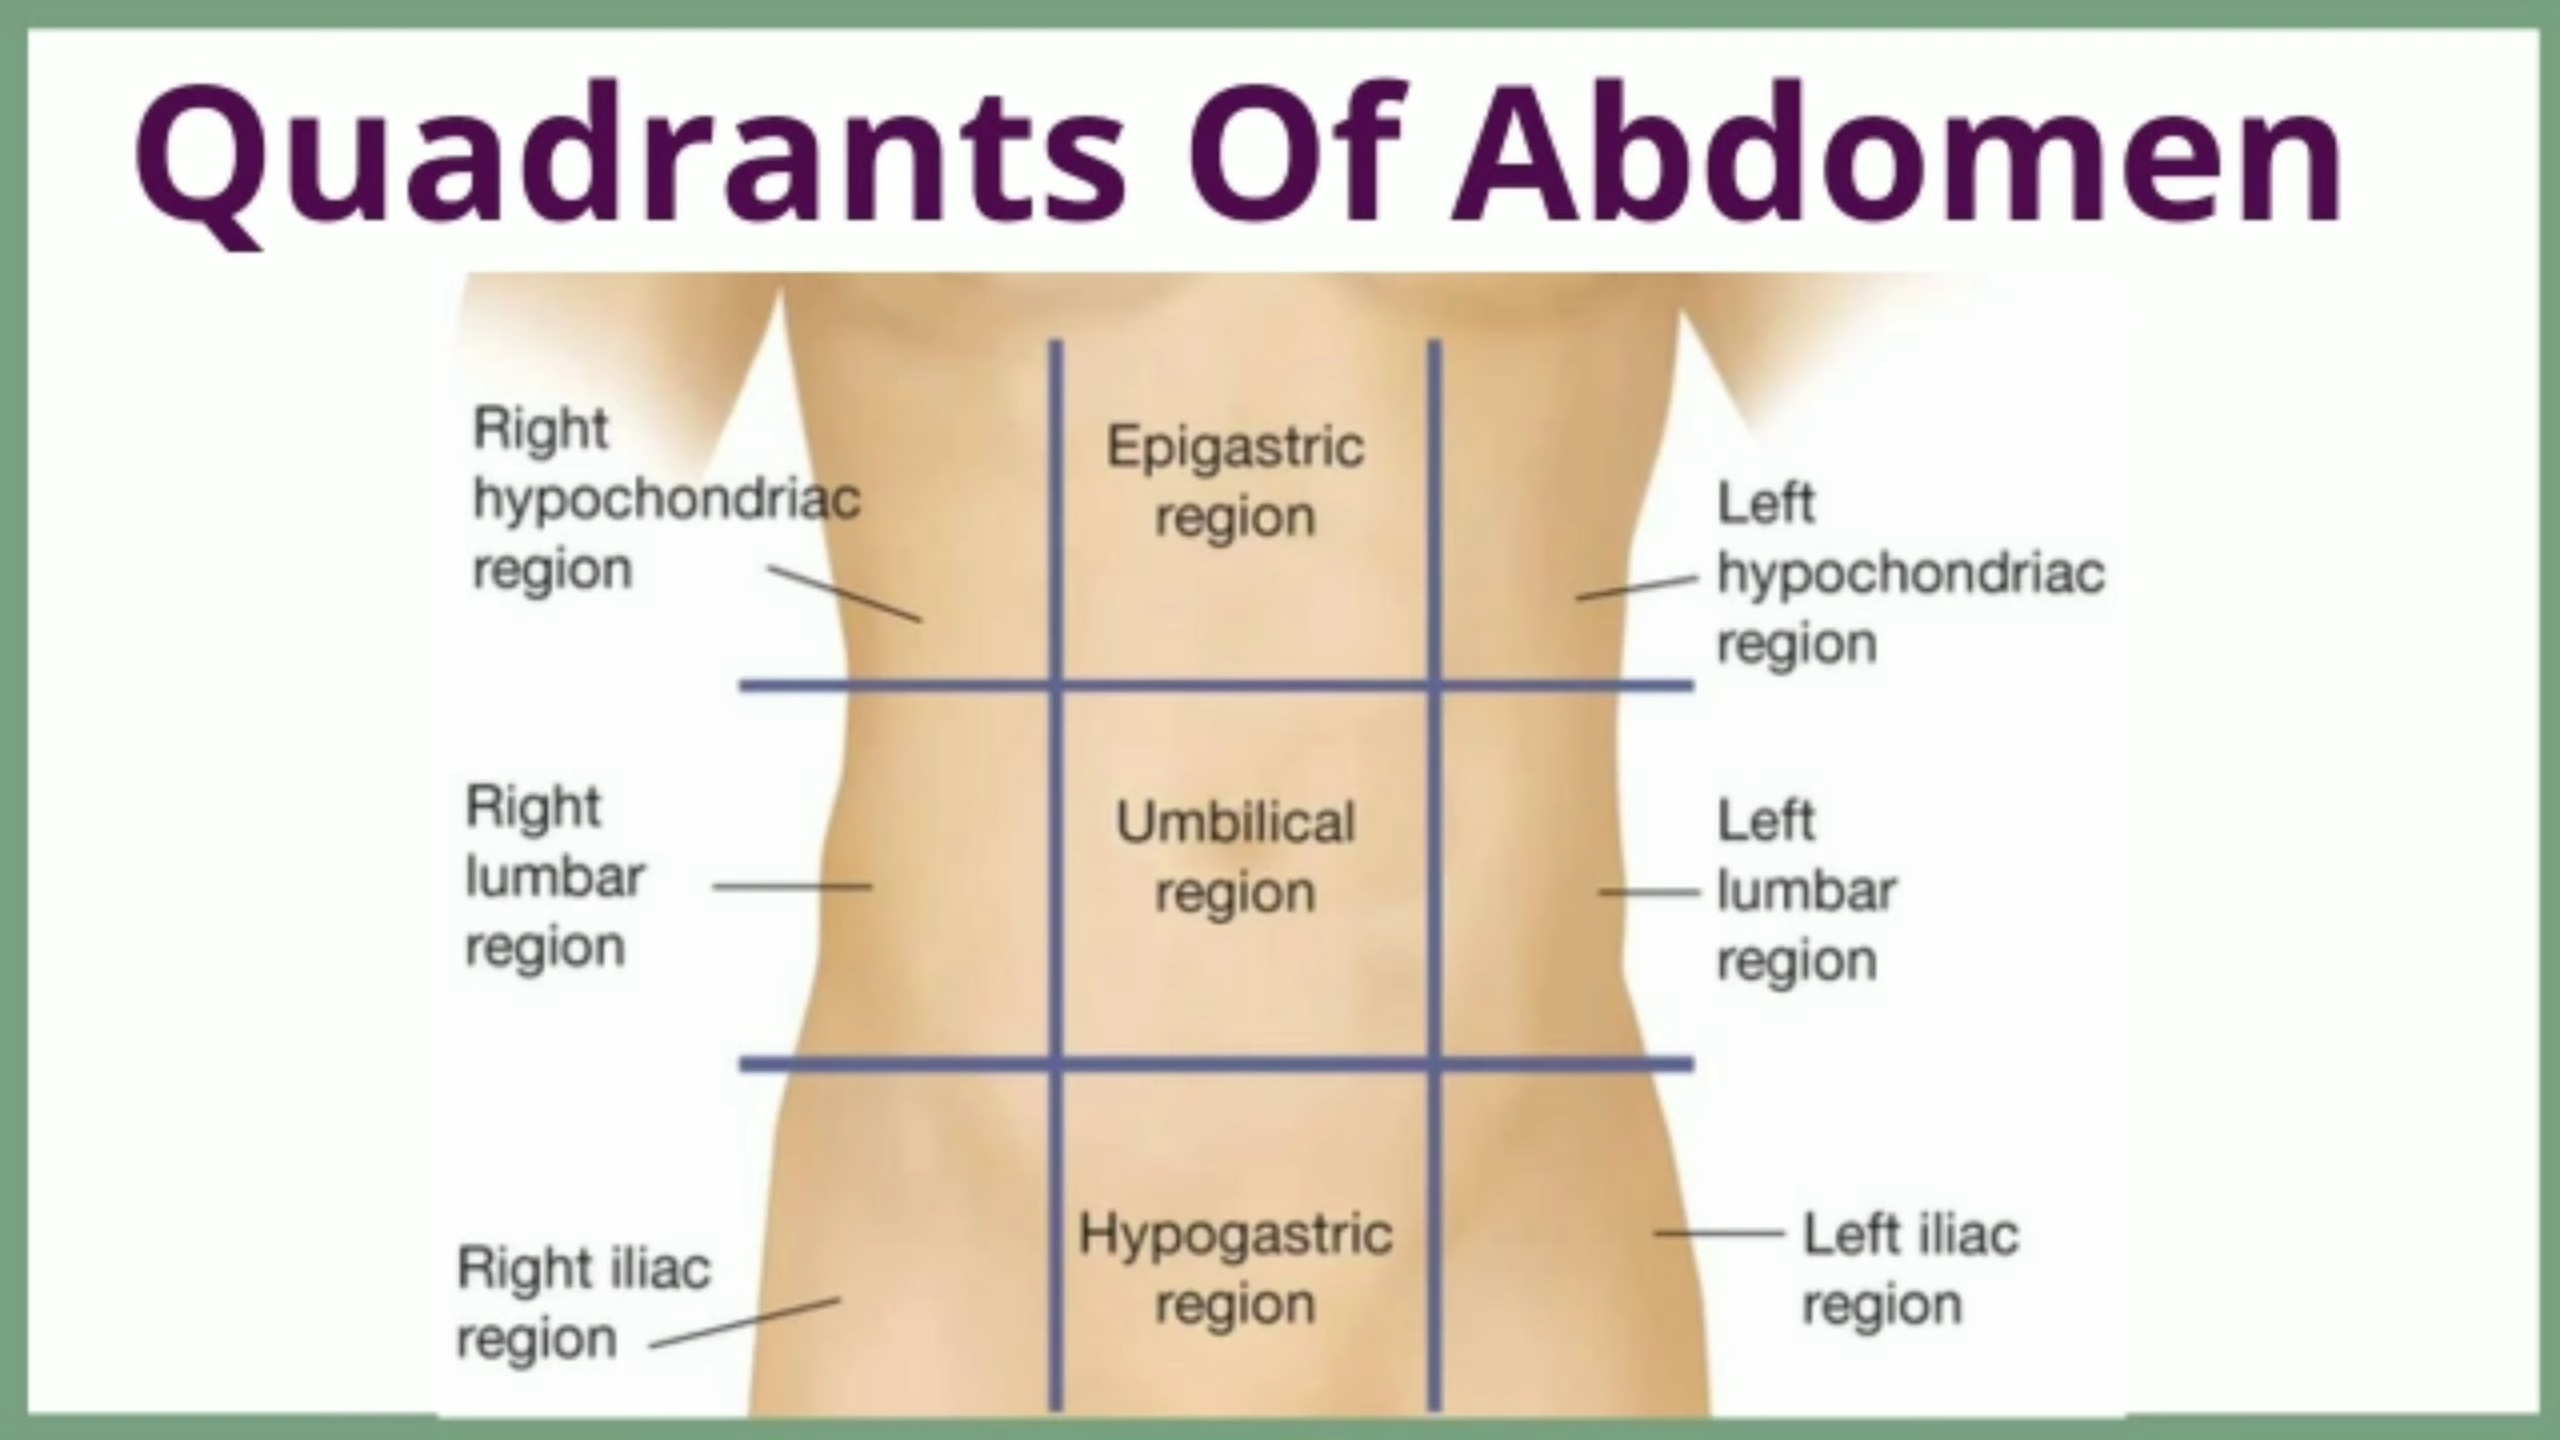 Quadrants Of Abdomen
Right
hypochondriac
region
Epigastric
region
Left
hypochondriac
region
Right
lumbar
region
Umbilical
region
Left
lumbar
region
Right iliac
region
Hypogastric
region
Left iliac
region